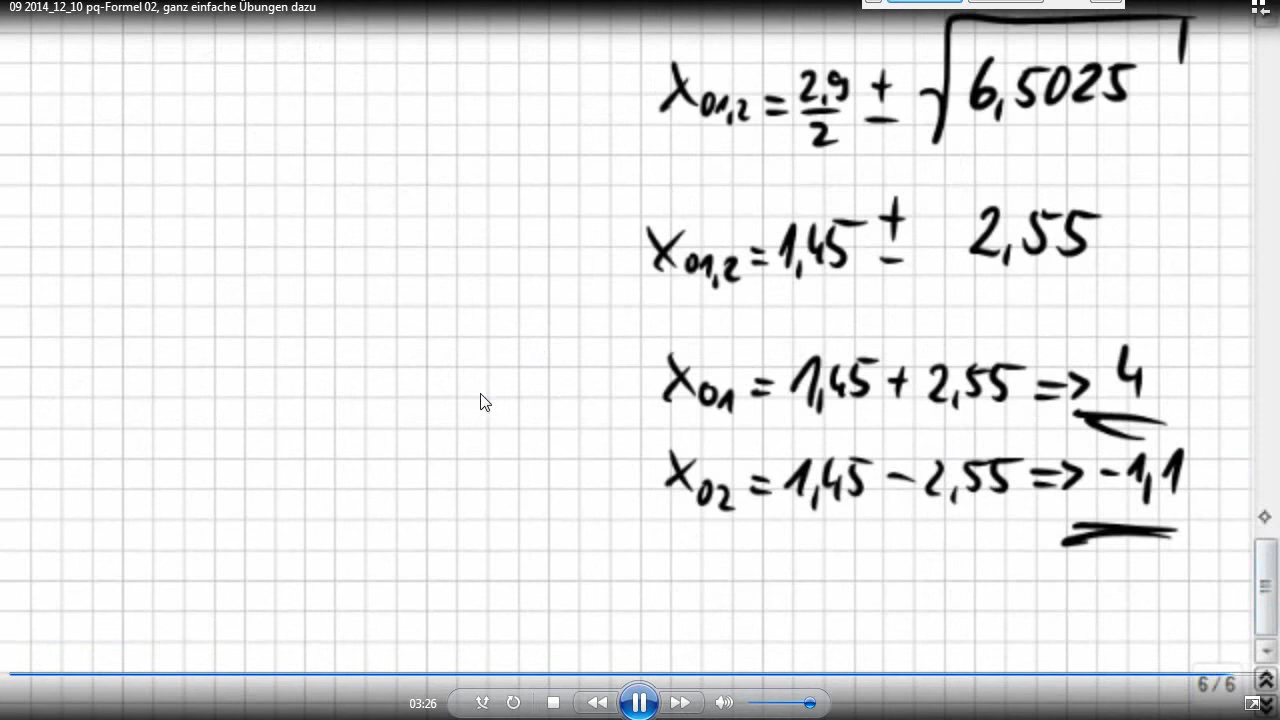 09 2014_12_10 pq-Formel 02, ganz einfache Übungen dazu
X01,2 = 2,9/2 ± √6,5025
X01,2 = 1,45 ± 2,55
X01 = 1,45 + 2,55 => 4
X02 = 1,45 - 2,55 => -1,1
6/6
03:26